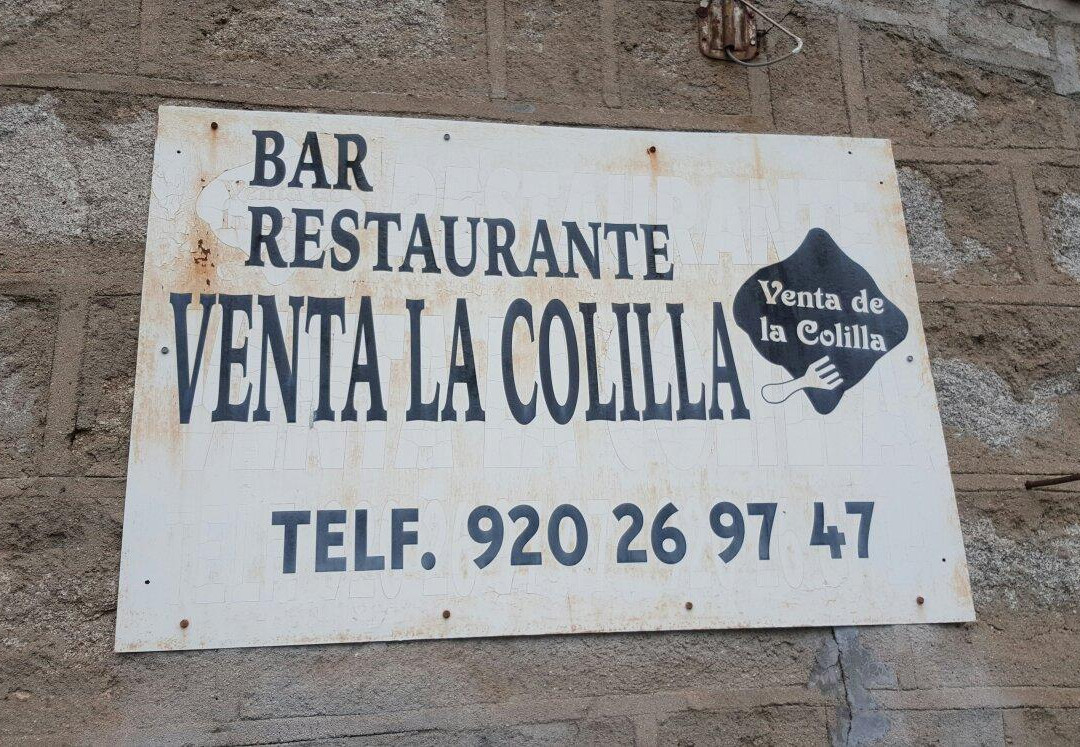 BAR
RESTAURANTE
VENTA LA COLILLA
Venta de
la Colilla
TELF. 920 26 97 47